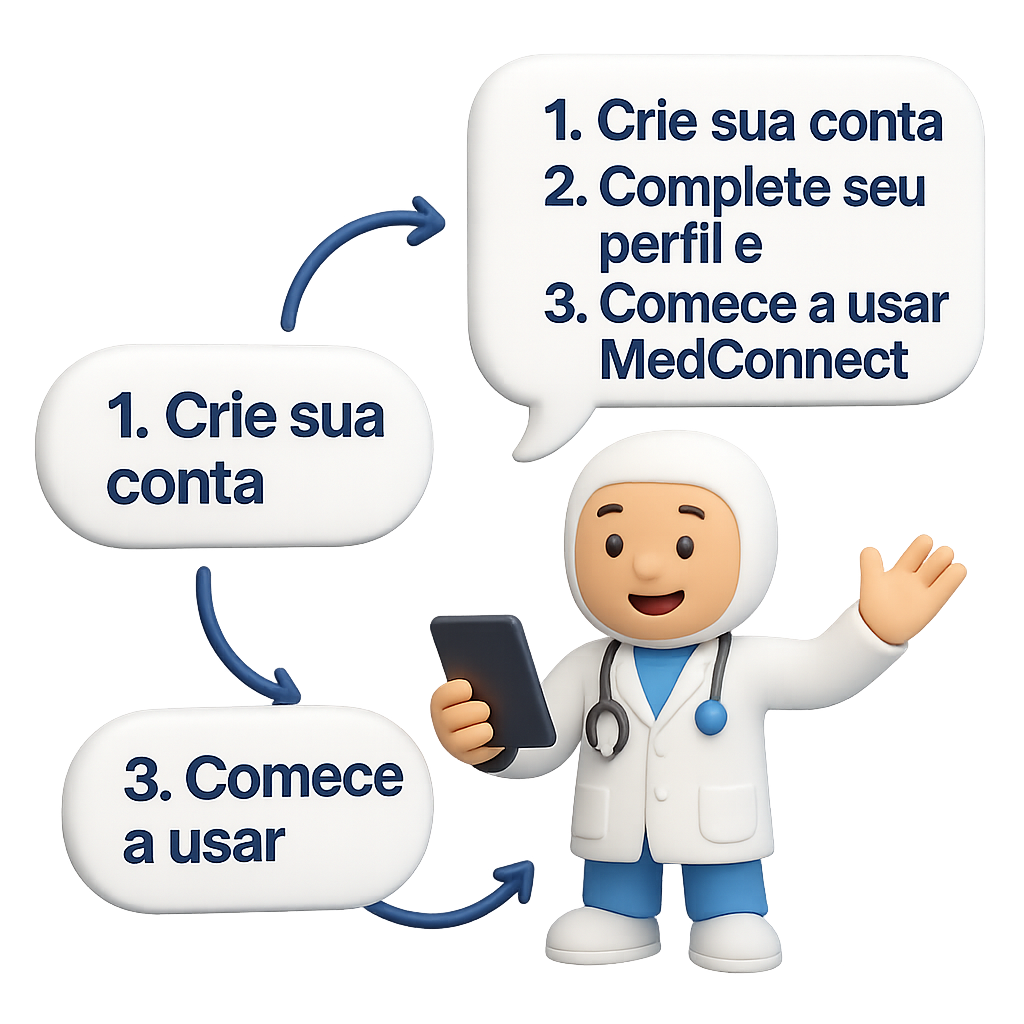 1. Crie sua conta
2. Complete seu
perfil e
3. Comece a usar
MedConnect
1. Crie sua
conta
3. Comece
a usar